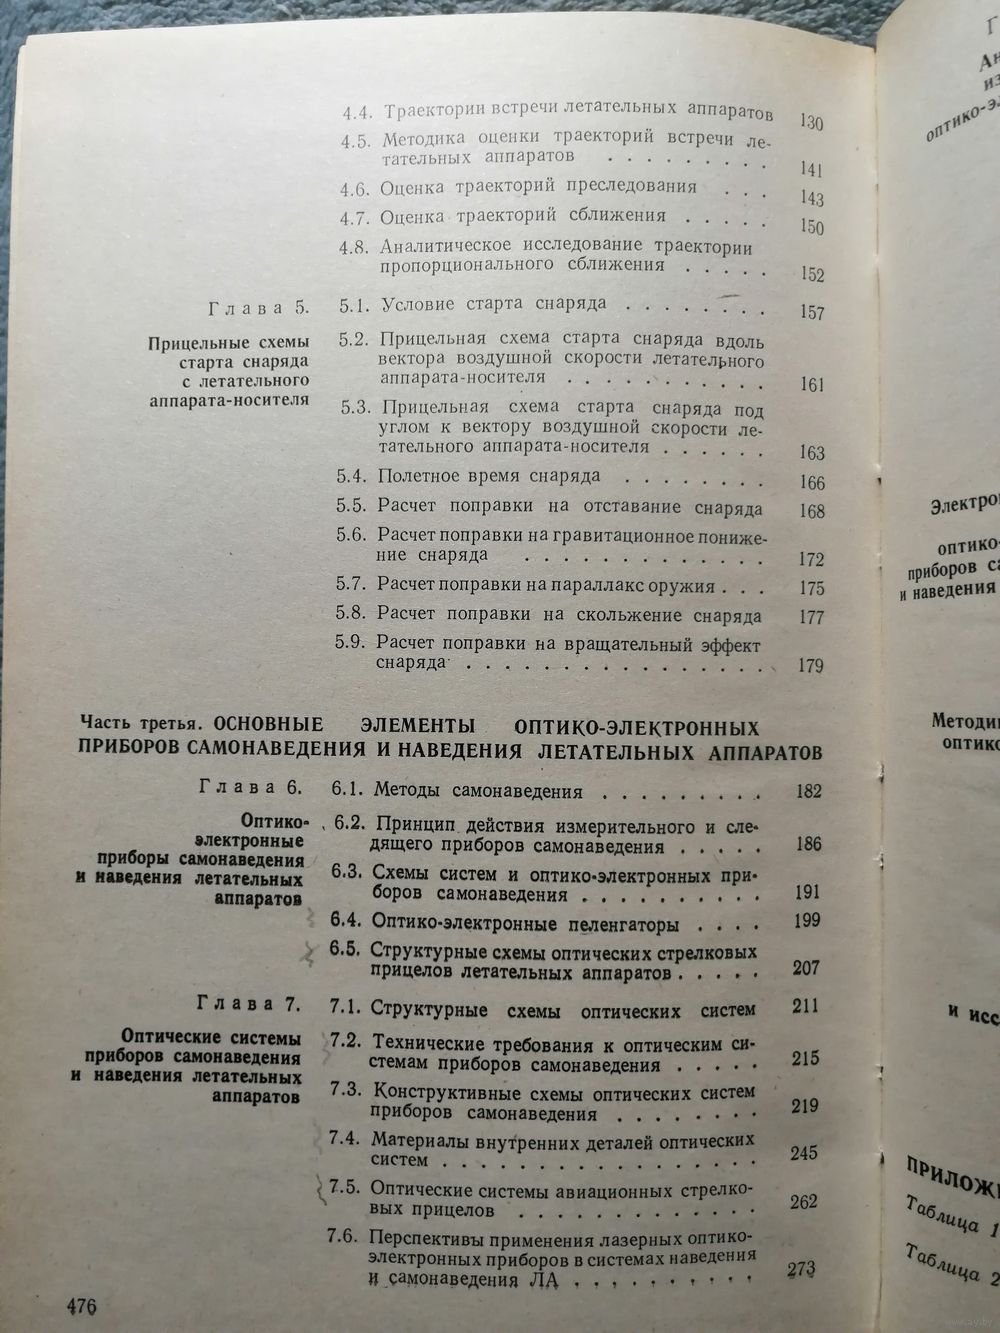 4.4. Траектории встречи летательных аппаратов 130
4.5. Методика оценки траекторий встречи ле-
тательных аппаратов . . . . . . . . . 141
4.6. Оценка траекторий преследования . . . 143
4.7. Оценка траекторий сближения . . . . . 150
4.8. Аналитическое исследование траектории
пропорционального сближения . . . . . 152
Глава 5.
Прицельные схемы
старта снаряда
с летательного
аппарата-носителя
5.1. Условие старта снаряда . . . . . . . . 157
5.2. Прицельная схема старта снаряда вдоль
вектора воздушной скорости летательного
аппарата-носителя . . . . . . . . . . 161
5.3. Прицельная схема старта снаряда под
углом к вектору воздушной скорости ле-
тательного аппарата-носителя . . . . . . 163
5.4. Полетное время снаряда . . . . . . . . 166
5.5. Расчет поправки на отставание снаряда 168
5.6. Расчет поправки на гравитационное пониже-
ние снаряда . . . . . . . . . . . . . 172
5.7. Расчет поправки на параллакс оружия . . . 175
5.8. Расчет поправки на скольжение снаряда 177
5.9. Расчет поправки на вращательный эффект
снаряда . . . . . . . . . . . . . . . . 179
Часть третья. ОСНОВНЫЕ ЭЛЕМЕНТЫ ОПТИКО-ЭЛЕКТРОННЫХ
ПРИБОРОВ САМОНАВЕДЕНИЯ И НАВЕДЕНИЯ ЛЕТАТЕЛЬНЫХ АППАРАТОВ
Глава 6.
Оптико-
электронные
приборы самонаведения
и наведения летательных
аппаратов
6.1. Методы самонаведения . . . . . . . . . 182
6.2. Принцип действия измерительного и сле-
дящего приборов самонаведения . . . . . 186
6.3. Схемы систем и оптико-электронных при-
боров самонаведения . . . . . . . . . . 191
6.4. Оптико-электронные пеленгаторы . . . . 199
6.5. Структурные схемы оптических стрелковых
прицелов летательных аппаратов . . . . . 207
Глава 7.
Оптические системы
приборов самонаведения
и наведения летательных
аппаратов
7.1. Структурные схемы оптических систем 211
7.2. Технические требования к оптическим си-
стемам приборов самонаведения . . . . . 215
7.3. Конструктивные схемы оптических систем
приборов самонаведения . . . . . . . . 219
7.4. Материалы внутренних деталей оптических
систем . . . . . . . . . . . . . . . . . 245
7.5. Оптические системы авиационных стрелко-
вых прицелов . . . . . . . . . . . . . 262
7.6. Перспективы применения лазерных оптико-
электронных приборов в системах наведения
и самонаведения ЛА . . . . . . . . . . 273
476
Г
Ан
из
оптико-э
Электро
оптико-
приборов с
и наведения
Методи
оптико
и исс
ПРИЛОЖ
Таблица 1
Таблица 2
www.ay.by